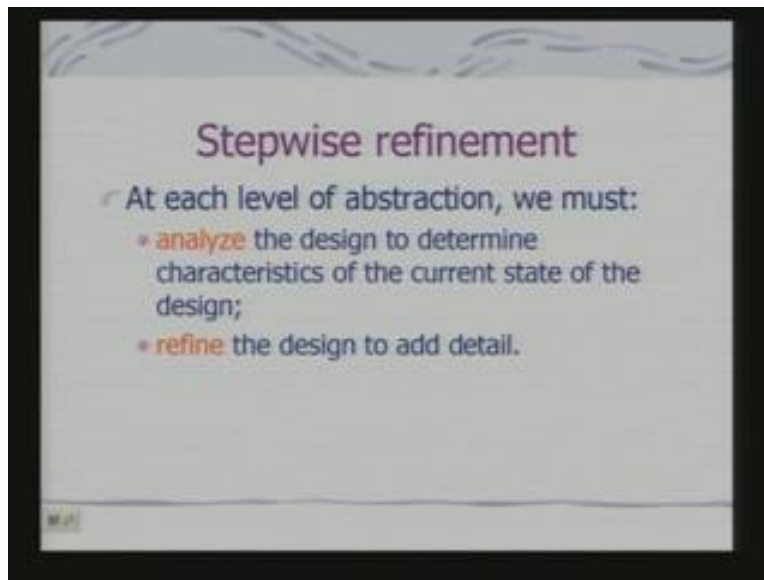 Stepwise refinement
At each level of abstraction, we must:
analyze the design to determine
characteristics of the current state of the
design;
refine the design to add detail.